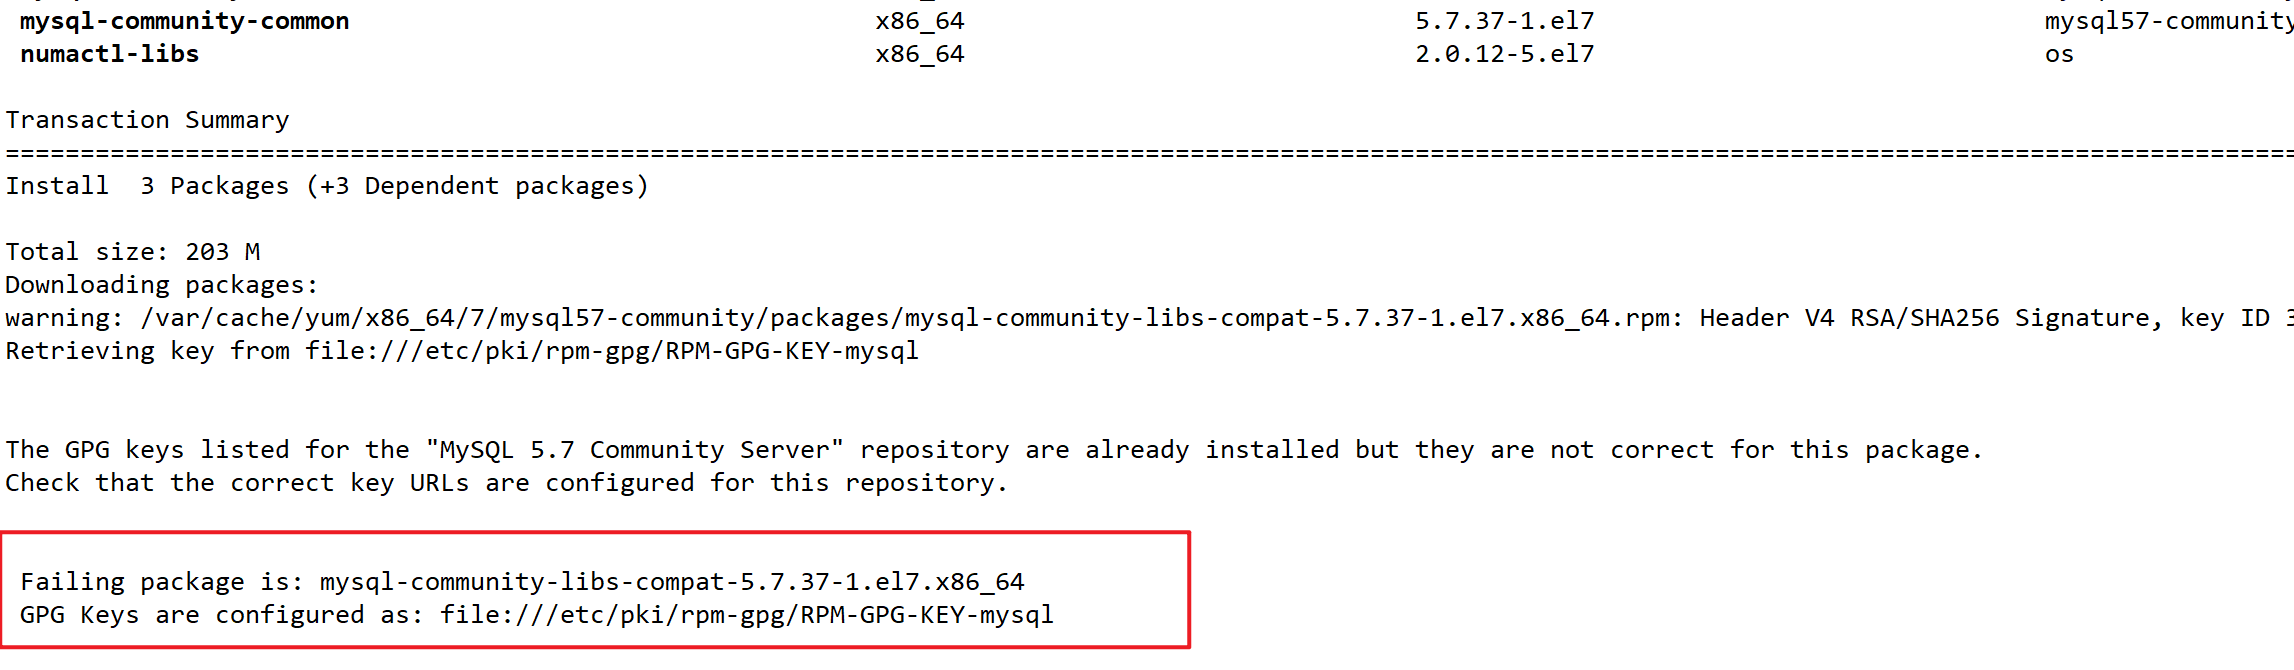 mysql-community-common x86_64 5.7.37-1.el7 mysql57-community
numactl-libs x86_64 2.0.12-5.el7 os
Transaction Summary
================================================================================
Install  3 Packages (+3 Dependent packages)
Total size: 203 M
Downloading packages:
warning: /var/cache/yum/x86_64/7/mysql57-community/packages/mysql-community-libs-compat-5.7.37-1.el7.x86_64.rpm: Header V4 RSA/SHA256 Signature, key ID 3
Retrieving key from file:///etc/pki/rpm-gpg/RPM-GPG-KEY-mysql
The GPG keys listed for the "MySQL 5.7 Community Server" repository are already installed but they are not correct for this package.
Check that the correct key URLs are configured for this repository.
Failing package is: mysql-community-libs-compat-5.7.37-1.el7.x86_64
GPG Keys are configured as: file:///etc/pki/rpm-gpg/RPM-GPG-KEY-mysql